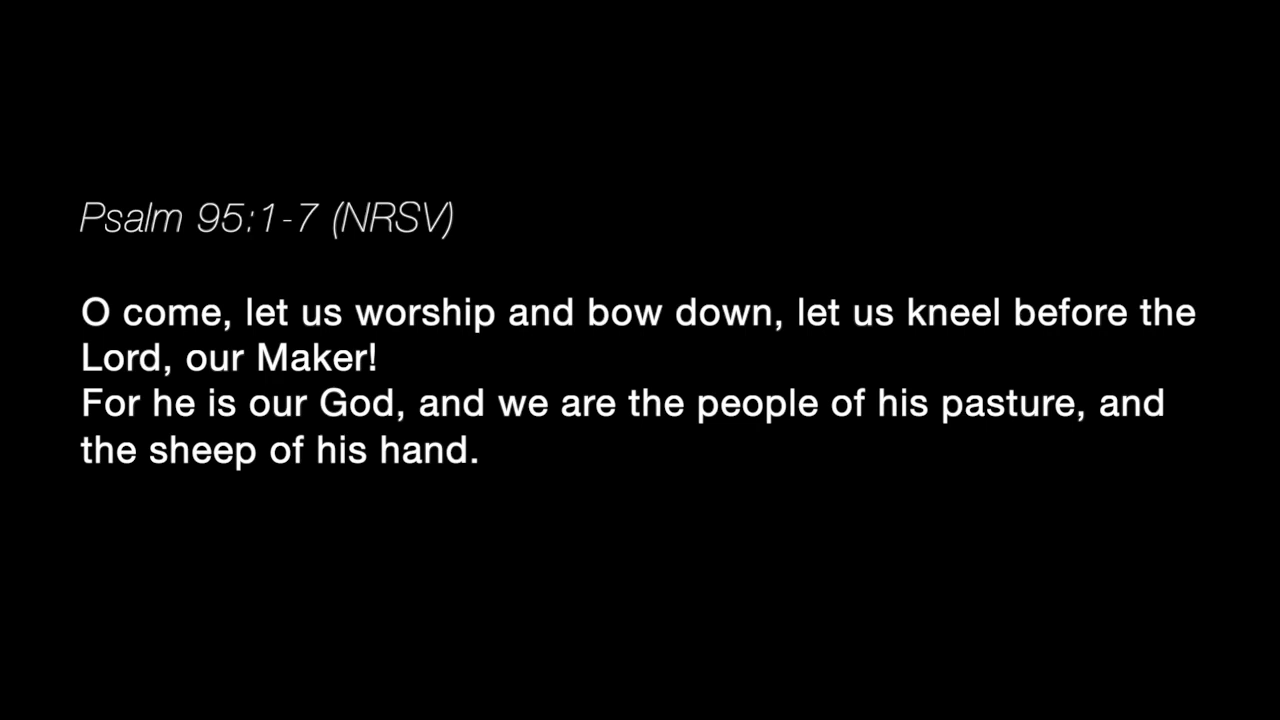 Psalm 95:1-7 (NRSV)
O come, let us worship and bow down, let us kneel before the
Lord, our Maker!
For he is our God, and we are the people of his pasture, and
the sheep of his hand.